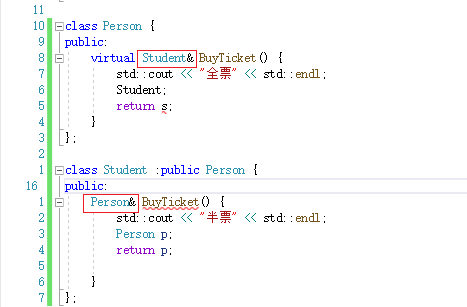 11
10 class Person {
9 public:
8 virtual Student& BuyTicket() {
7 std::cout << "全票" << std::endl;
6 Student;
5 return s;
4 }
3 };
2
1 class Student :public Person {
16 public:
1 Person& BuyTicket() {
2 std::cout << "半票" << std::endl;
3 Person p;
4 return p;
5
6 }
7 };